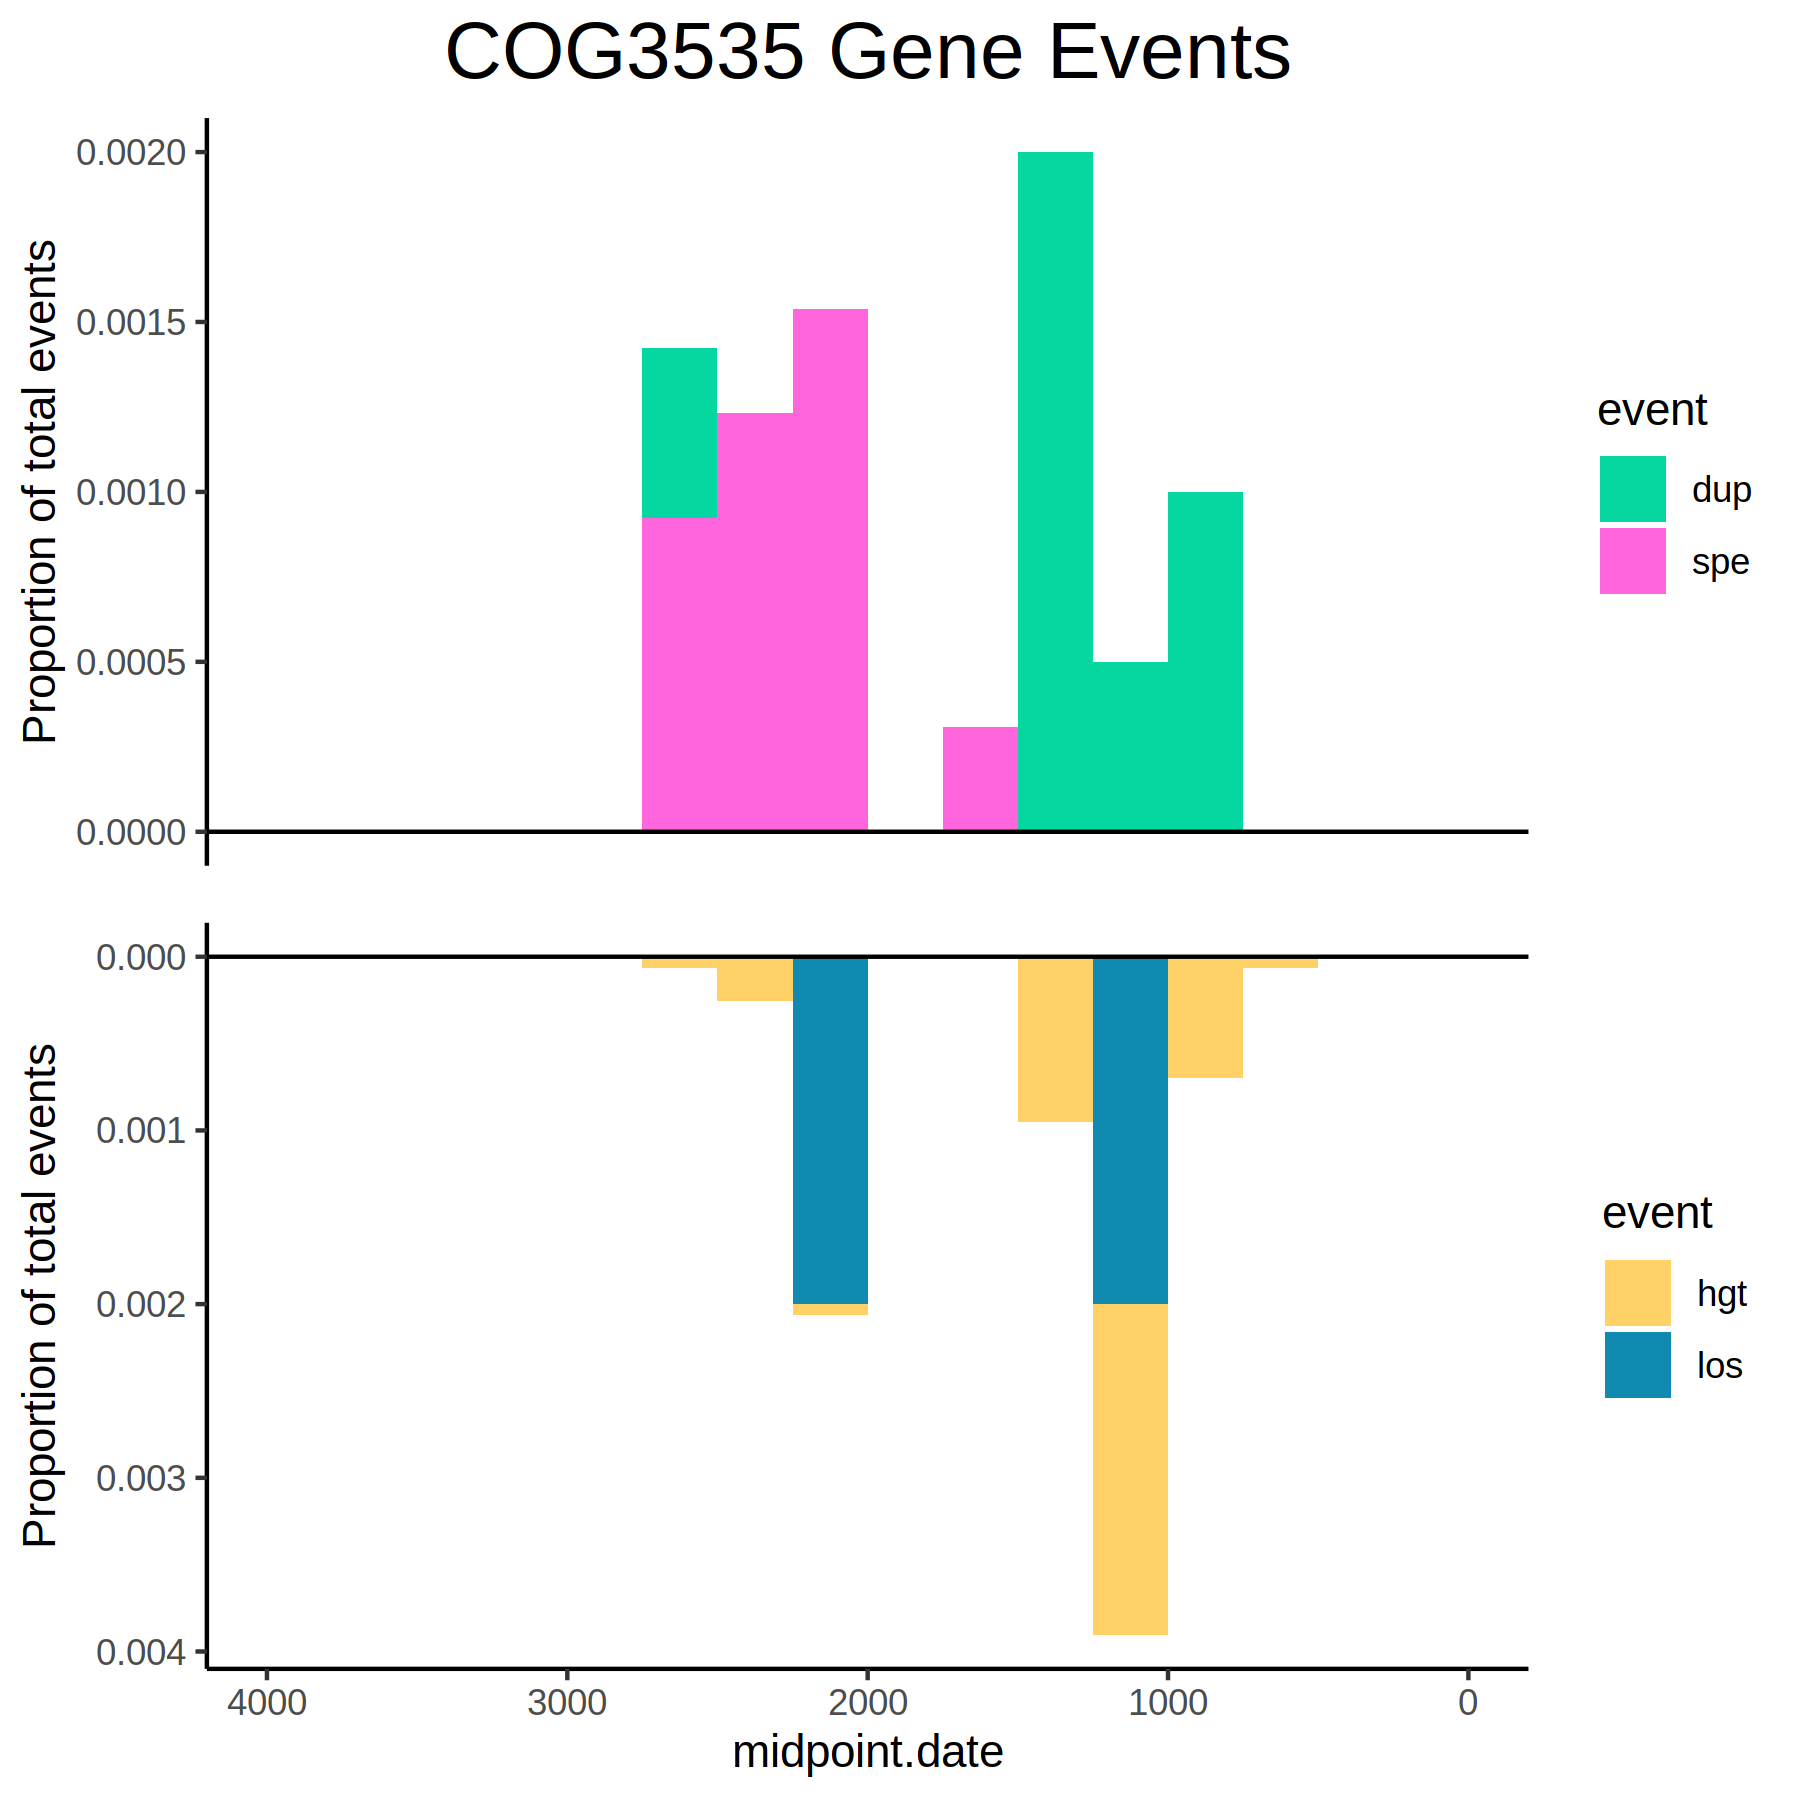 COG3535 Gene Events
Proportion of total events
0.0020
0.0015
0.0010
0.0005
0.0000
event
dup
spe
Proportion of total events
0.000
0.001
0.002
0.003
0.004
event
hgt
los
4000 3000 2000 1000 0
midpoint.date